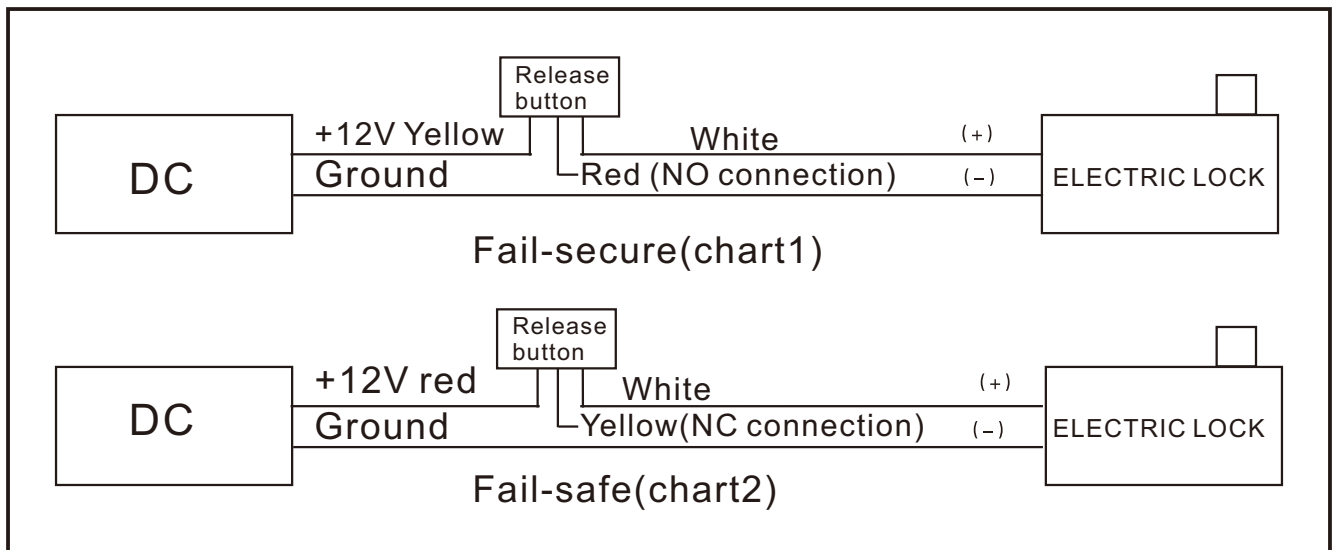 Release
button
+12V Yellow
White
(+)
DC
Ground
Red (NO connection)
(-)
ELECTRIC LOCK
Fail-secure(chart1)
Release
button
+12V red
White
(+)
DC
Ground
Yellow(NC connection)
(-)
ELECTRIC LOCK
Fail-safe(chart2)